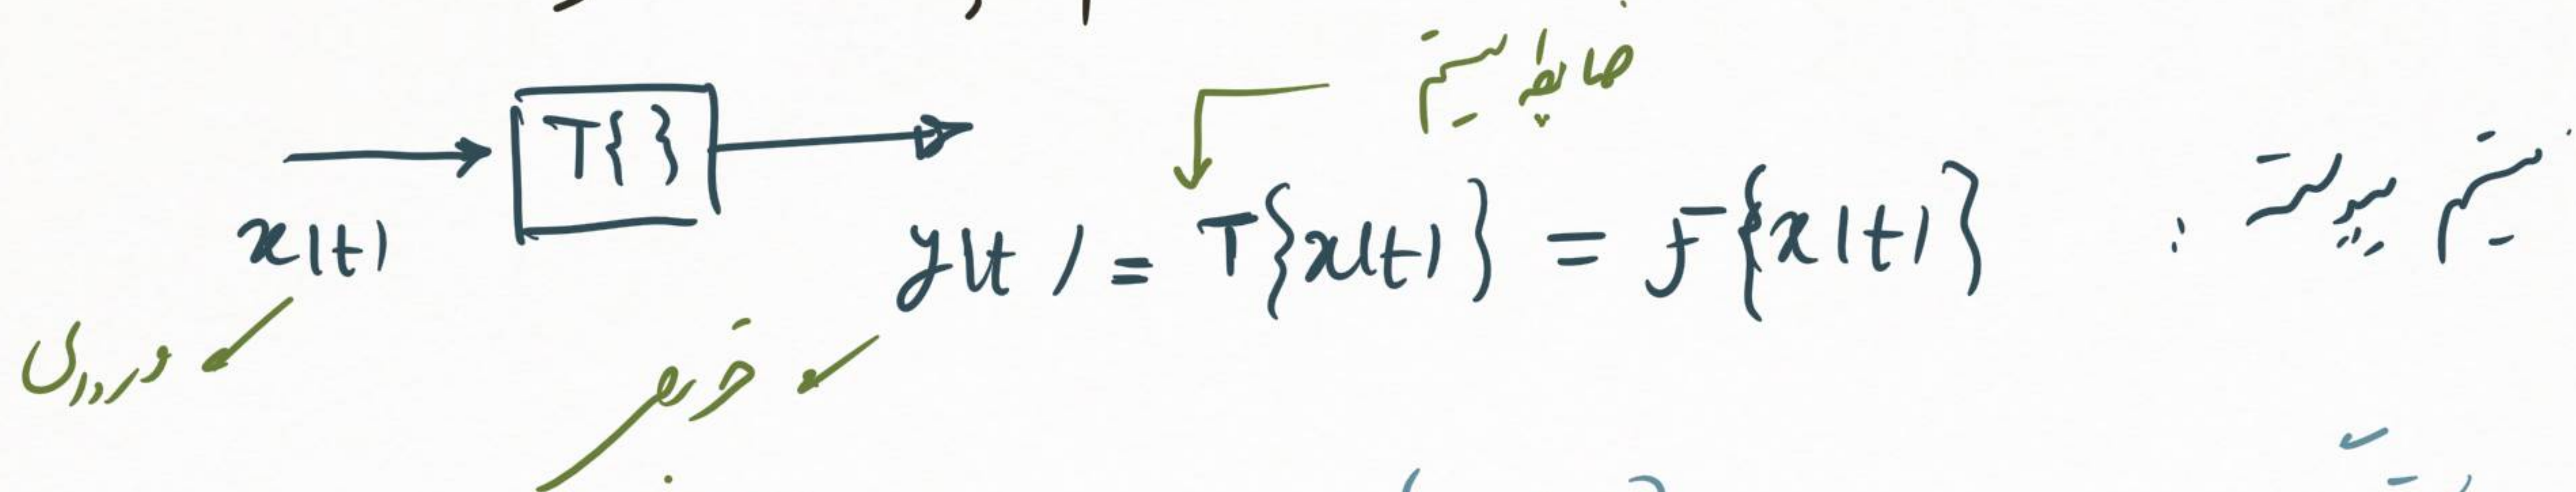 ضابطه سیستم
سیستم پیوسته :
x(t) T{ } y(t) = T{x(t)} = F{x(t)}
ورودی
خروجی